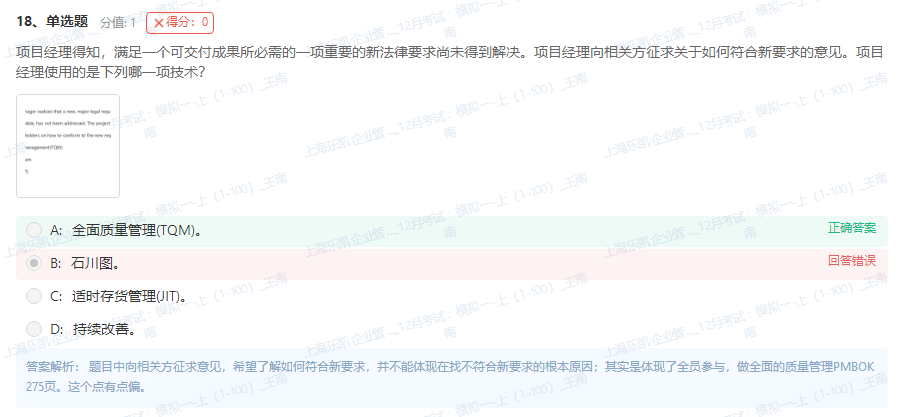 18、单选题 分值: 1 ✕得分: 0
项目经理得知，满足一个可交付成果所必需的一项重要的新法律要求尚未得到解决。项目经理向相关方征求关于如何符合新要求的意见。项目
经理使用的是下列哪一项技术？
nager realizes that a new, major legal requ
able, has not been addressed. The project
holders on how to conform to the new req
anagement(TQM)
am
T)
A: 全面质量管理(TQM)。 正确答案
B: 石川图。 回答错误
C: 适时存货管理(JIT)。
D: 持续改善。
答案解析： 题目中向相关方征求意见，希望了解如何符合新要求，并不能体现在找不符合新要求的根本原因；其实是体现了全员参与，做全面的质量管理PMBOK
275页。这个点有点偏。
上海乐凯企业管...12月考试：模拟一上（1-100）_王南